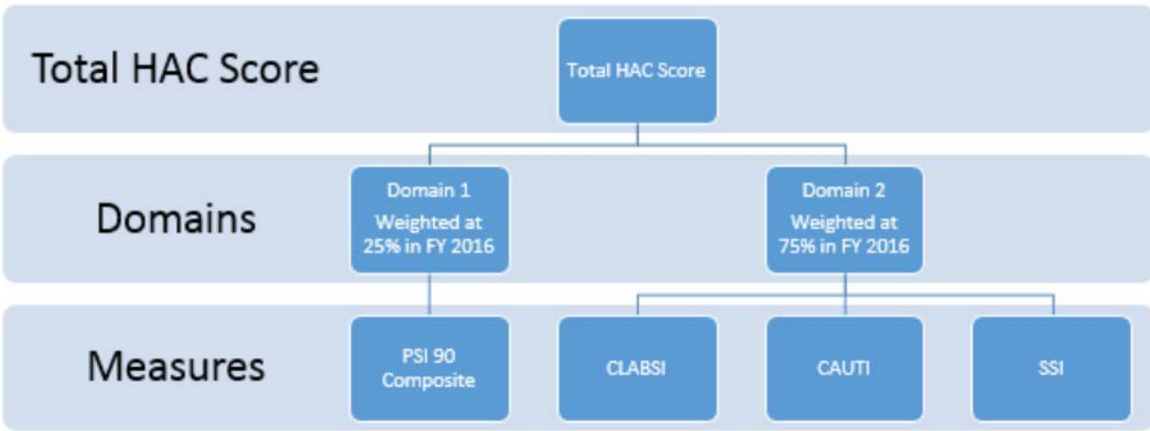 Total HAC Score
Total HAC Score
Domains
Domain 1
Weighted at
25% in FY 2016
Domain 2
Weighted at
75% in FY 2016
Measures
PSI 90
Composite
CLABSI
CAUTI
SSI